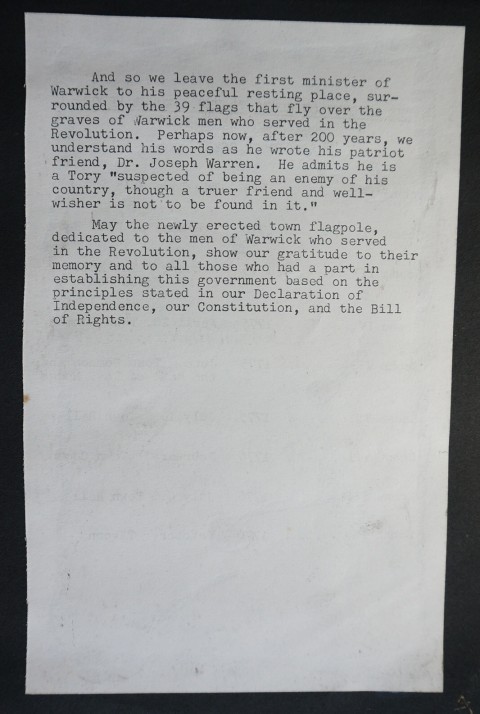 And so we leave the first minister of
Warwick to his peaceful resting place, sur-
rounded by the 39 flags that fly over the
graves of Warwick men who served in the
Revolution. Perhaps now, after 200 years, we
understand his words as he wrote his patriot
friend, Dr. Joseph Warren. He admits he is
a Tory "suspected of being an enemy of his
country, though a truer friend and well-
wisher is not to be found in it."
May the newly erected town flagpole,
dedicated to the men of Warwick who served
in the Revolution, show our gratitude to their
memory and to all those who had a part in
establishing this government based on the
principles stated in our Declaration of
Independence, our Constitution, and the Bill
of Rights.